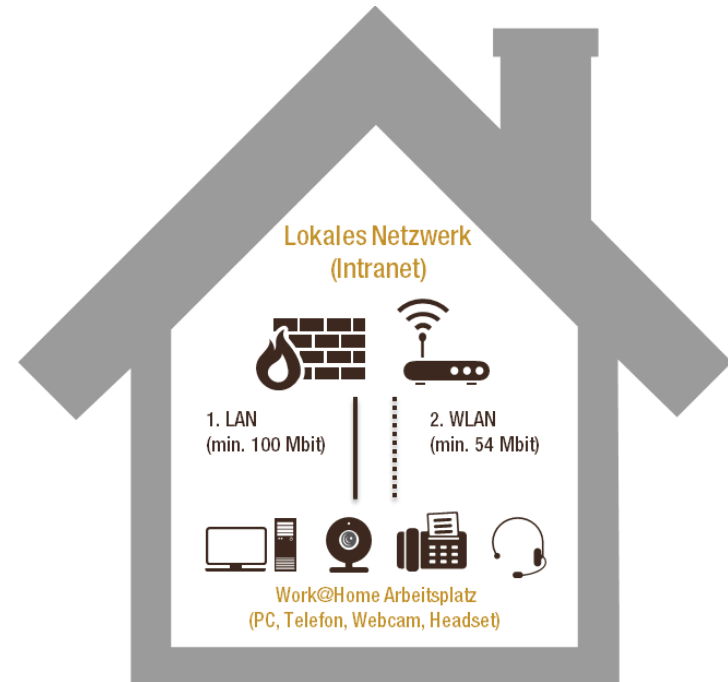 Lokales Netzwerk
(Intranet)
1. LAN
(min. 100 Mbit)
2. WLAN
(min. 54 Mbit)
Work@Home Arbeitsplatz
(PC, Telefon, Webcam, Headset)